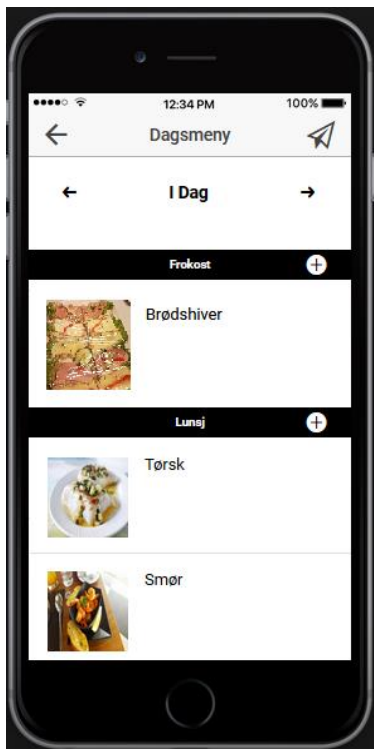 12:34 PM
100%
Dagsmeny
I Dag
Frokost
Brødshiver
Lunsj
Tørsk
Smør